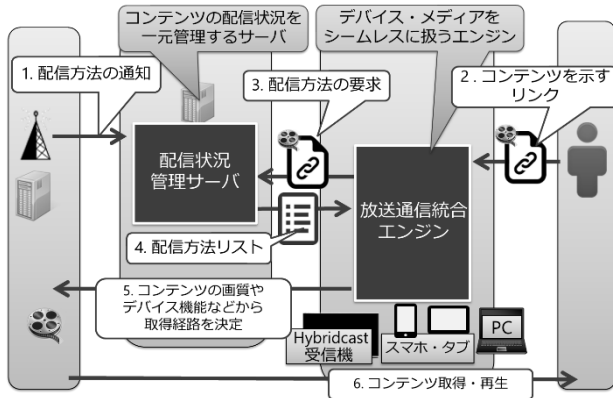 コンテンツの配信状況を
一元管理するサーバ
デバイス・メディアを
シームレスに扱うエンジン
1. 配信方法の通知
3. 配信方法の要求
2. コンテンツを示す
リンク
配信状況
管理サーバ
放送通信統合
エンジン
4. 配信方法リスト
5. コンテンツの画質や
デバイス機能などから
取得経路を決定
Hybridcast
受信機
スマホ・タブ
PC
6. コンテンツ取得・再生